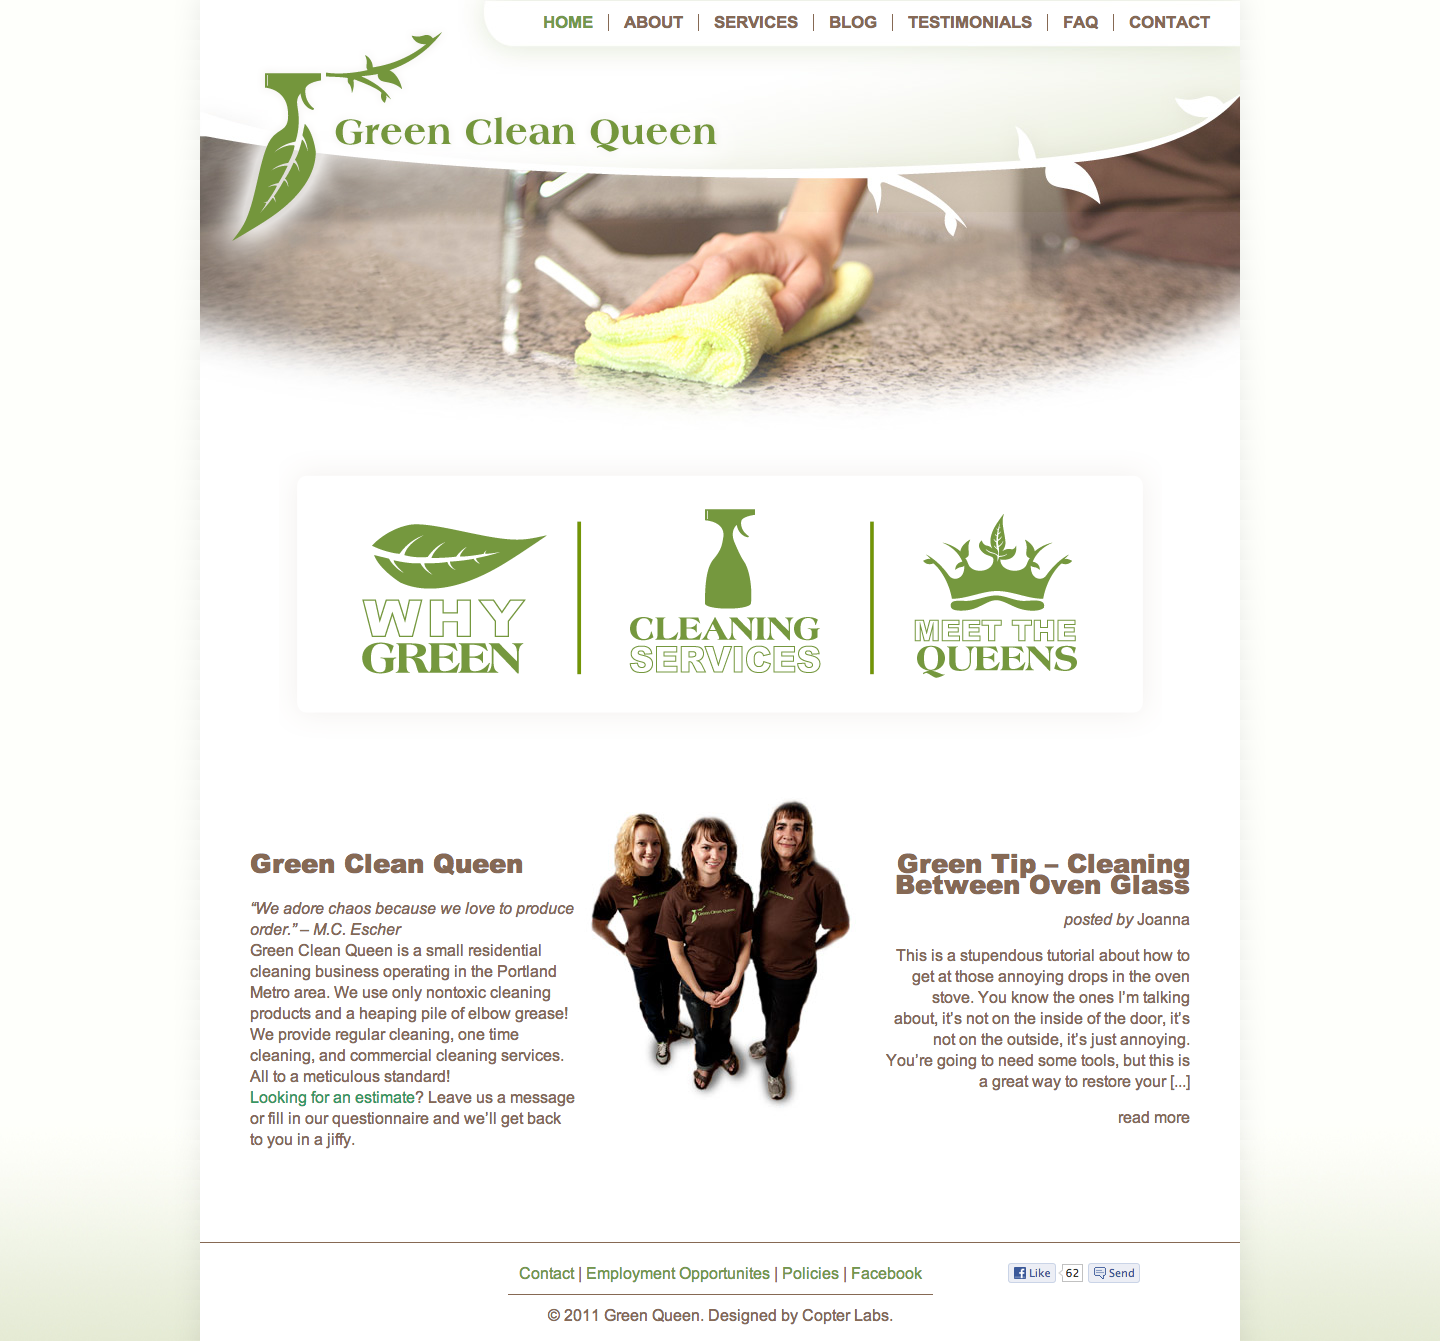 HOME | ABOUT | SERVICES | BLOG | TESTIMONIALS | FAQ | CONTACT
Green Clean Queen
WHY
GREEN
CLEANING
SERVICES
MEET THE
QUEENS
Green Clean Queen
“We adore chaos because we love to produce
order.” – M.C. Escher
Green Clean Queen is a small residential
cleaning business operating in the Portland
Metro area. We use only nontoxic cleaning
products and a heaping pile of elbow grease!
We provide regular cleaning, one time
cleaning, and commercial cleaning services.
All to a meticulous standard!
Looking for an estimate? Leave us a message
or fill in our questionnaire and we’ll get back
to you in a jiffy.
Green Clean Queen
Green Tip – Cleaning
Between Oven Glass
posted by Joanna
This is a stupendous tutorial about how to
get at those annoying drops in the oven
stove. You know the ones I’m talking
about, it’s not on the inside of the door, it’s
not on the outside, it’s just annoying.
You’re going to need some tools, but this is
a great way to restore your [...]
read more
Contact | Employment Opportunites | Policies | Facebook
Like 62 Send
© 2011 Green Queen. Designed by Copter Labs.